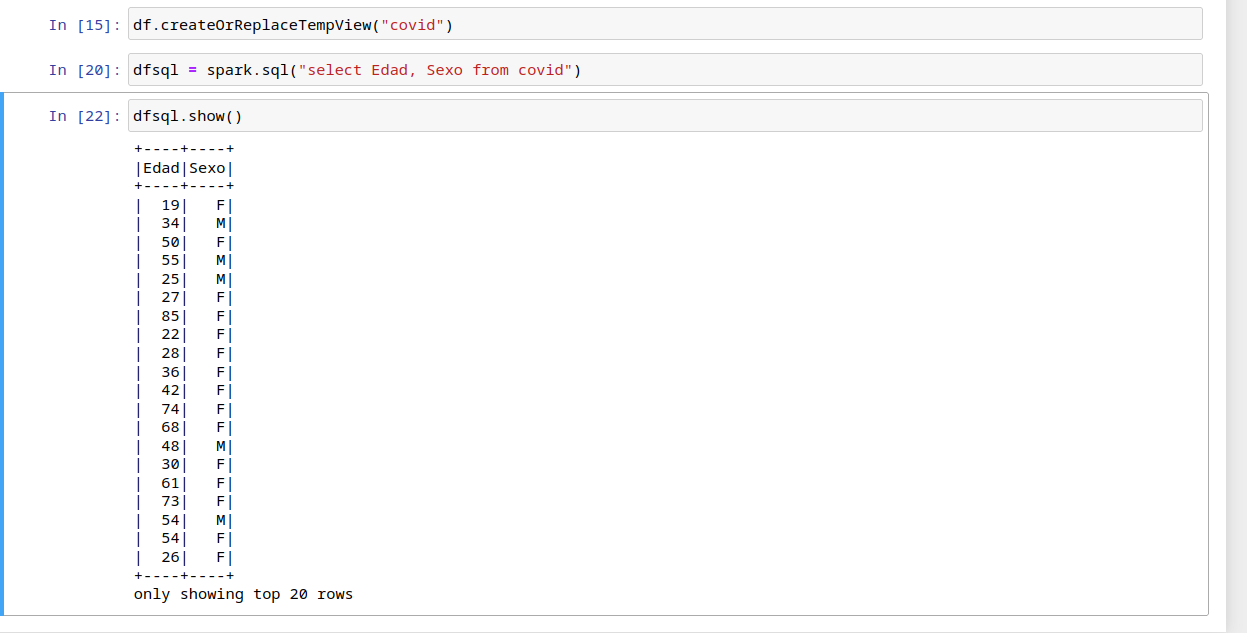 In [15]: df.createOrReplaceTempView("covid")
In [20]: dfsql = spark.sql("select Edad, Sexo from covid")
In [22]: dfsql.show()
+----+----+
|Edad|Sexo|
+----+----+
|  19|   F|
|  34|   M|
|  50|   F|
|  55|   M|
|  25|   M|
|  27|   F|
|  85|   F|
|  22|   F|
|  28|   F|
|  36|   F|
|  42|   F|
|  74|   F|
|  68|   F|
|  48|   M|
|  30|   F|
|  61|   F|
|  73|   F|
|  54|   M|
|  54|   F|
|  26|   F|
+----+----+
only showing top 20 rows